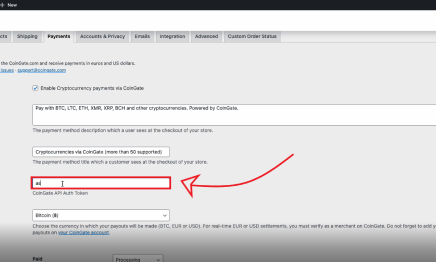 + New
cts Shipping Payments Accounts & Privacy Emails Integration Advanced Custom Order Status
the CoinGate.com and receive payments in euros and US dollars.
issues · support@coingate.com
Enable Cryptocurrency payments via CoinGate
Pay with BTC, LTC, ETH, XMR, XRP, BCH and other cryptocurrencies. Powered by CoinGate.
The payment method description which a user sees at the checkout of your store.
Cryptocurrencies via CoinGate (more than 50 supported)
The payment method title which a customer sees at the checkout of your store.
as
CoinGate API Auth Token
Bitcoin (฿)
Choose the currency in which your payouts will be made (BTC, EUR or USD). For real-time EUR or USD settlements, you must verify as a merchant on CoinGate. Do not forget to add y
payouts on your CoinGate account.
Paid Processing